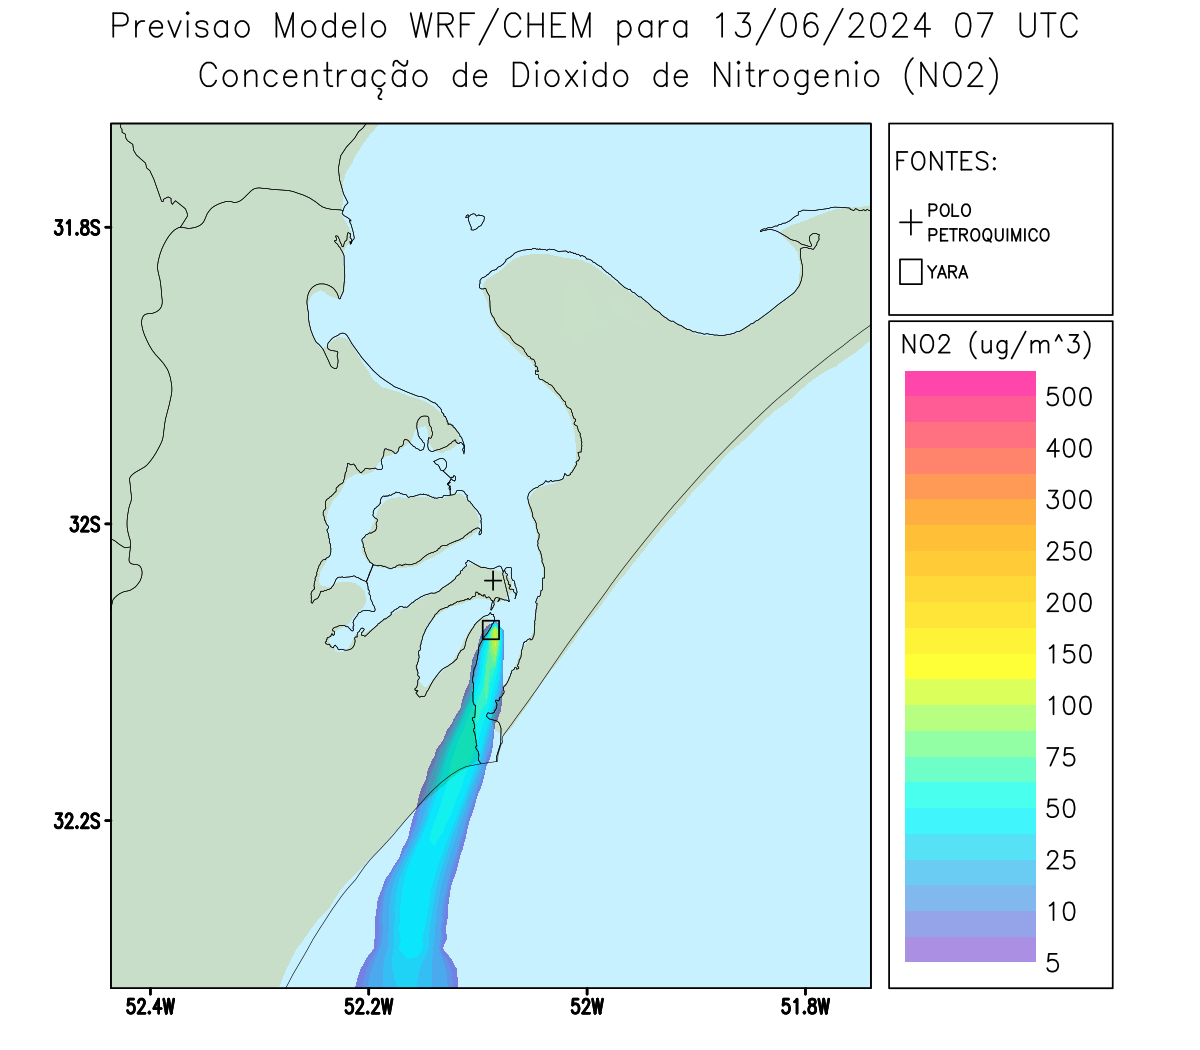 Previsao Modelo WRF/CHEM para 13/06/2024 07 UTC
Concentração de Dioxido de Nitrogenio (NO2)
FONTES:
POLO
PETROQUIMICO
YARA
NO2 (ug/m^3)
500
400
300
250
200
150
100
75
50
25
10
5
31.8S
32S
32.2S
52.4W
52.2W
52W
51.8W